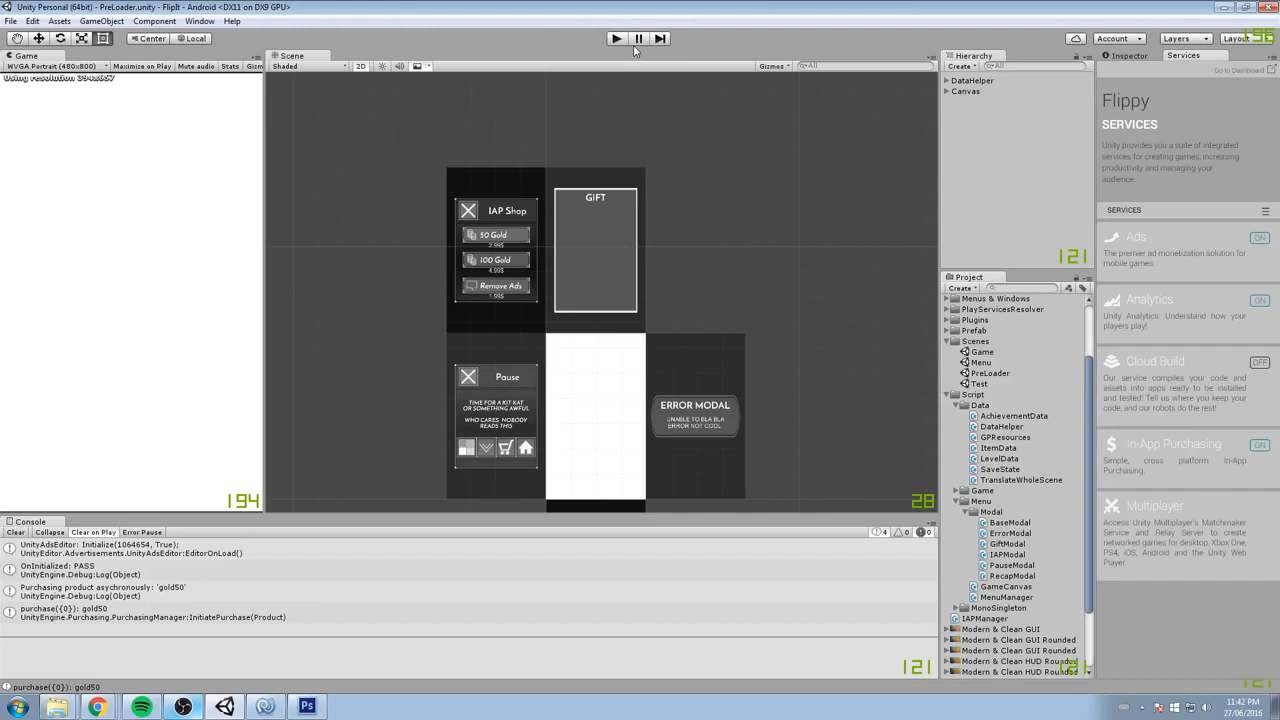 Unity Personal (64bit) - PreLoader.unity - FlipIt - Android <DX11 on DX9 GPU>
File Edit Assets GameObject Component Window Help
Center Local Account Layers Layout
196
Game
WVGA Portrait (480x800) Maximize on Play Mute audio Stats
Scene
Shaded 2D Gizmos All
Hierarchy
Create All
DataHelper
Canvas
121
Inspector Services
Go to Dashboard
Flippy
SERVICES
Unity provides you a suite of integrated
services for creating games, increasing
productivity and managing your
audience.
SERVICES
Ads ON
The premier ad monetization solution for
mobile games.
Analytics ON
Unity Analytics: Understand how your
players play!
Cloud Build OFF
Our service compiles your code and
assets into apps ready to be installed
and tested! Tell us where you keep your
code, and our robots do the rest!
In-App Purchasing ON
Simple, cross platform In-App
Purchasing.
Multiplayer
Access Unity Multiplayer's Matchmaker
Service and Relay Server to create
networked games for desktop, Xbox One,
PS4, iOS, Android and the Unity Web
Player.
IAP Shop
50 Gold
2.99$
100 Gold
4.99$
Remove Ads
1.99$
GIFT
Pause
TIME FOR A KIT KAT
OR SOMETHING AWFUL
WHO CARES, NOBODY
READS THIS
ERROR MODAL
UNABLE TO BLA BLA
ERROR NOT COOL
194
28
Project
Create
Menus & Windows
PlayServicesResolver
Plugins
Prefab
Scenes
Game
Menu
PreLoader
Test
Script
Data
AchievementData
DataHelper
GPResources
ItemData
LevelData
SaveState
TranslateWholeScene
Game
Menu
Modal
BaseModal
ErrorModal
GiftModal
IAPModal
PauseModal
RecapModal
GameCanvas
MenuManager
MonoSingleton
IAPManager
Modern & Clean GUI
Modern & Clean GUI Rounded
Modern & Clean GUI Rounded
Modern & Clean HUD
Modern & Clean HUD Rounded
121
Console
Clear Collapse Clear on Play Error Pause 4 0 0
UnityAdsEditor: Initialize(1064654, True);
UnityEditor.Advertisements.UnityAdsEditor:EditorOnLoad()
OnInitialized: PASS
UnityEngine.Debug:Log(Object)
Purchasing product asychronously: 'gold50'
UnityEngine.Debug:Log(Object)
purchase({0}): gold50
UnityEngine.Purchasing.PurchasingManager:InitiatePurchase(Product)
121
purchase({0}): gold50
Ps
11:42 PM
27/06/2016